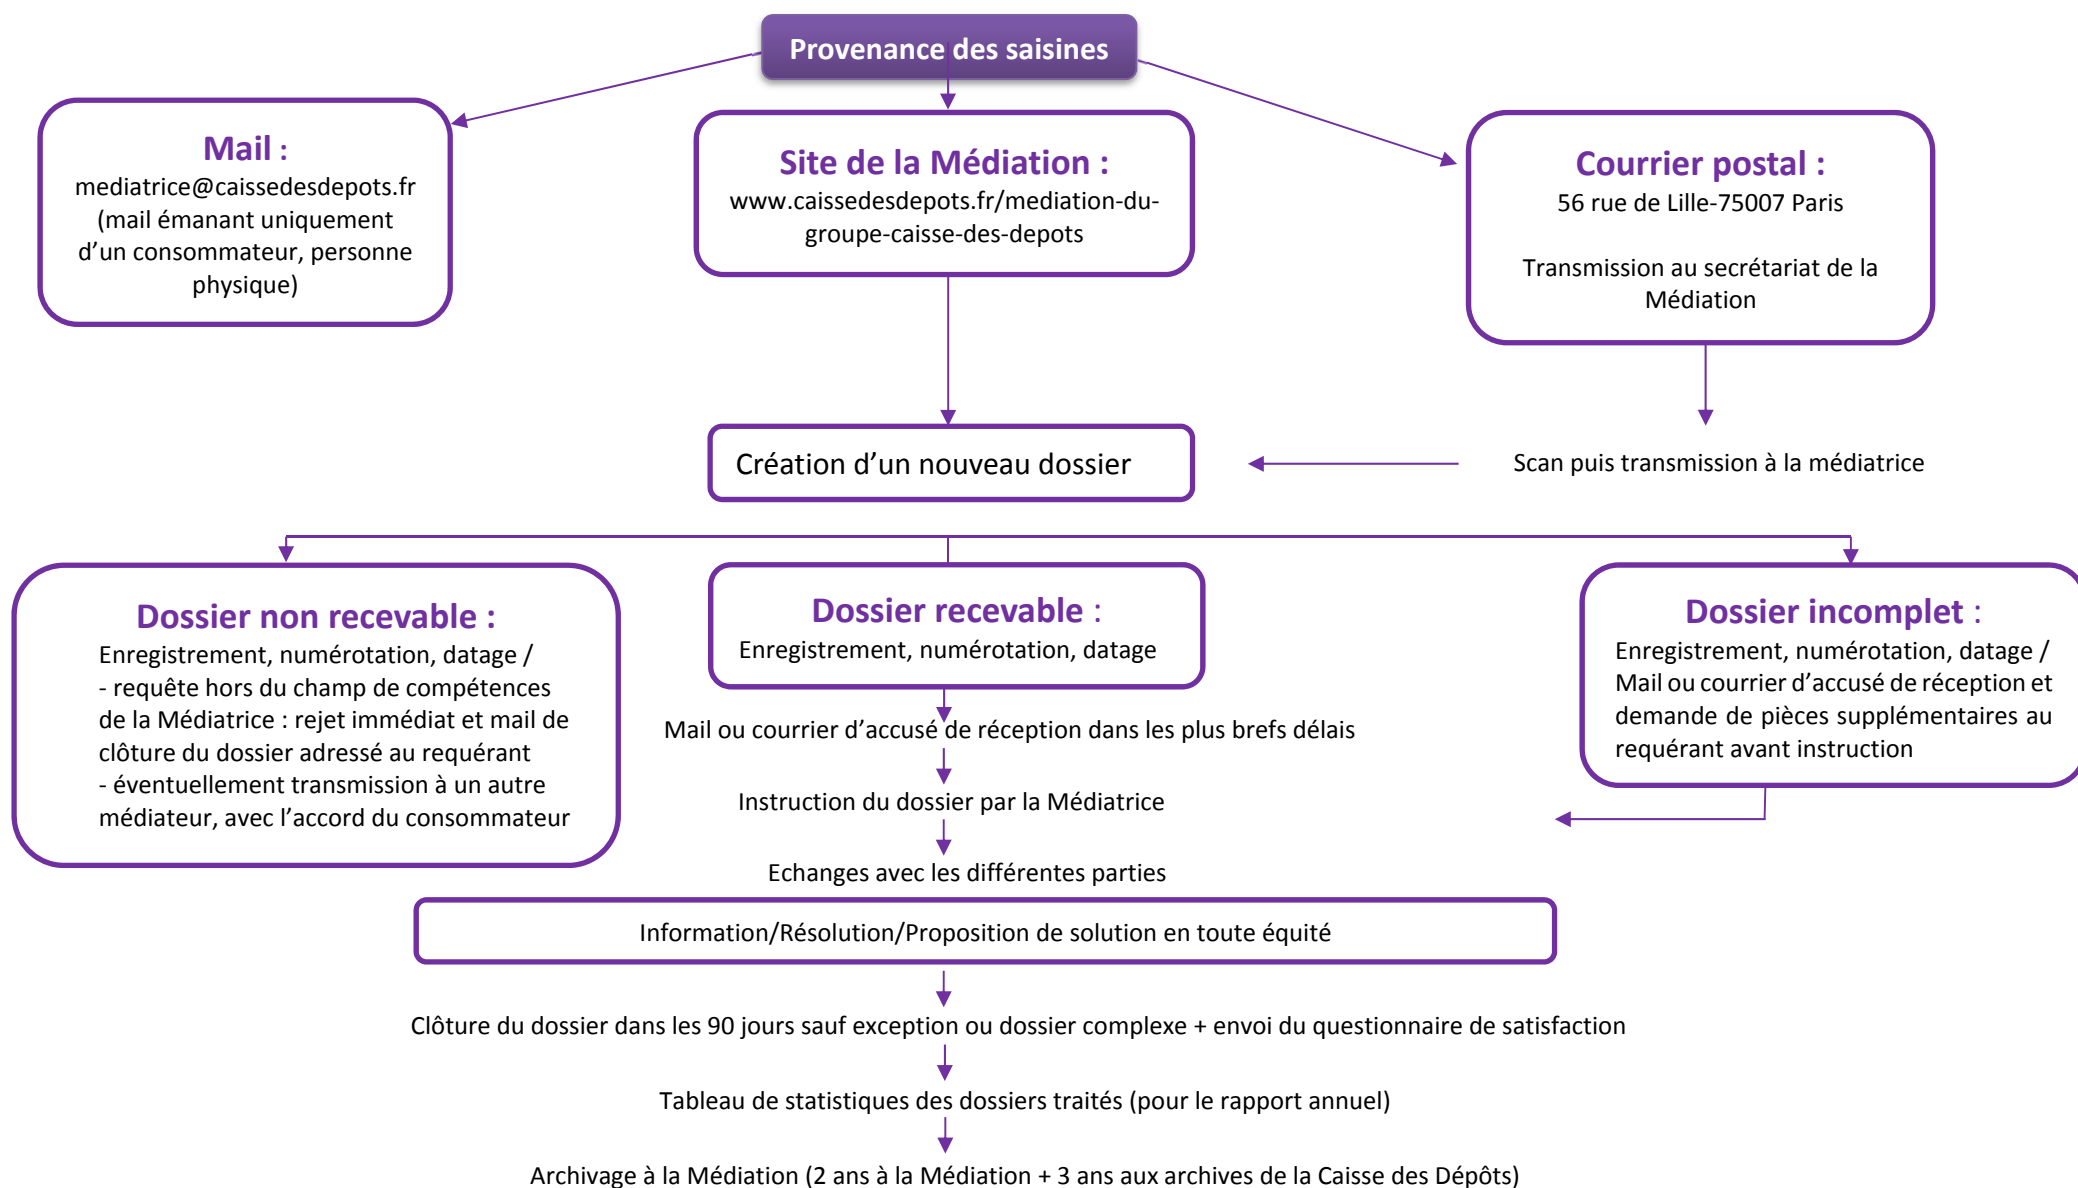 Provenance des saisines
Mail :
mediatrice@caissedesdepots.fr
(mail émanant uniquement
d’un consommateur, personne
physique)
Site de la Médiation :
www.caissedesdepots.fr/mediation-du-
groupe-caisse-des-depots
Courrier postal :
56 rue de Lille-75007 Paris
Transmission au secrétariat de la
Médiation
Création d’un nouveau dossier
Scan puis transmission à la médiatrice
Dossier non recevable :
Enregistrement, numérotation, datage /
- requête hors du champ de compétences
de la Médiatrice : rejet immédiat et mail de
clôture du dossier adressé au requérant
- éventuellement transmission à un autre
médiateur, avec l’accord du consommateur
Dossier recevable :
Enregistrement, numérotation, datage
Dossier incomplet :
Enregistrement, numérotation, datage /
Mail ou courrier d’accusé de réception et
demande de pièces supplémentaires au
requérant avant instruction
Mail ou courrier d’accusé de réception dans les plus brefs délais
Instruction du dossier par la Médiatrice
Echanges avec les différentes parties
Information/Résolution/Proposition de solution en toute équité
Clôture du dossier dans les 90 jours sauf exception ou dossier complexe + envoi du questionnaire de satisfaction
Tableau de statistiques des dossiers traités (pour le rapport annuel)
Archivage à la Médiation (2 ans à la Médiation + 3 ans aux archives de la Caisse des Dépôts)